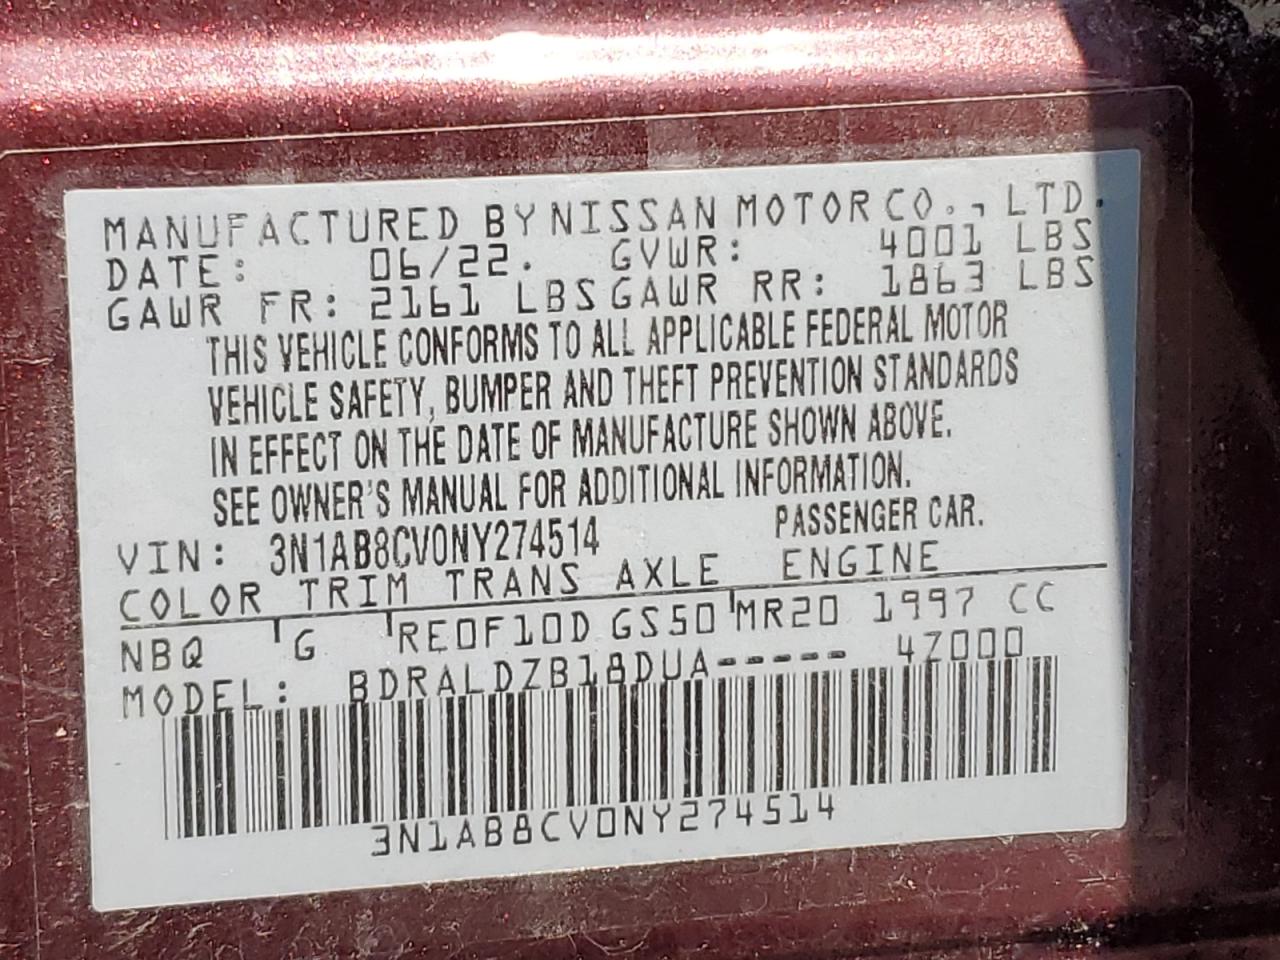 MANUFACTURED BY NISSAN MOTOR CO., LTD.
DATE: 06/22. GVWR: 4001 LBS
GAWR FR: 2161 LBS GAWR RR: 1863 LBS
THIS VEHICLE CONFORMS TO ALL APPLICABLE FEDERAL MOTOR
VEHICLE SAFETY, BUMPER AND THEFT PREVENTION STANDARDS
IN EFFECT ON THE DATE OF MANUFACTURE SHOWN ABOVE.
SEE OWNER'S MANUAL FOR ADDITIONAL INFORMATION.
VIN: 3N1AB8CV0NY274514 PASSENGER CAR.
COLOR TRIM TRANS AXLE ENGINE
NBQ G RE0F10D GS50 MR20 1997 CC
MODEL: BDRALDZB18DUA----- 4Z000
3N1AB8CV0NY274514